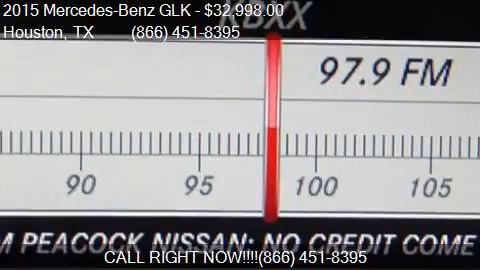 2015 Mercedes-Benz GLK - $32,998.00
KBXX
Houston, TX (866) 451-8395
97.9 FM
90 95 100 105
M PEACOCK NISSAN: NO CREDIT COME
CALL RIGHT NOW!!!!(866) 451-8395